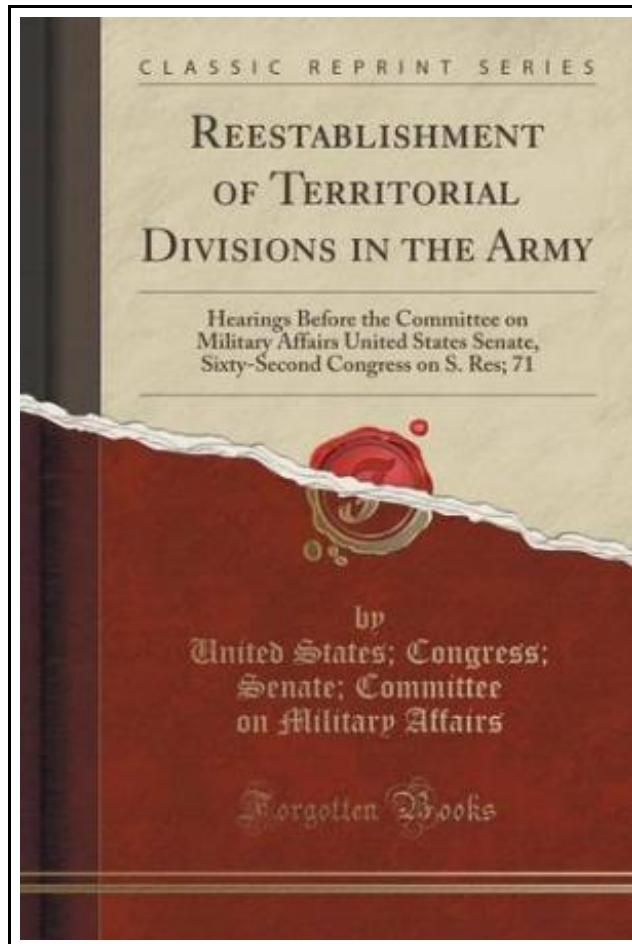 CLASSIC REPRINT SERIES
REESTABLISHMENT
OF TERRITORIAL
DIVISIONS IN THE ARMY
Hearings Before the Committee on
Military Affairs United States Senate,
Sixty-Second Congress on S. Res; 71
by
United States; Congress;
Senate; Committee
on Military Affairs
Forgotten Books